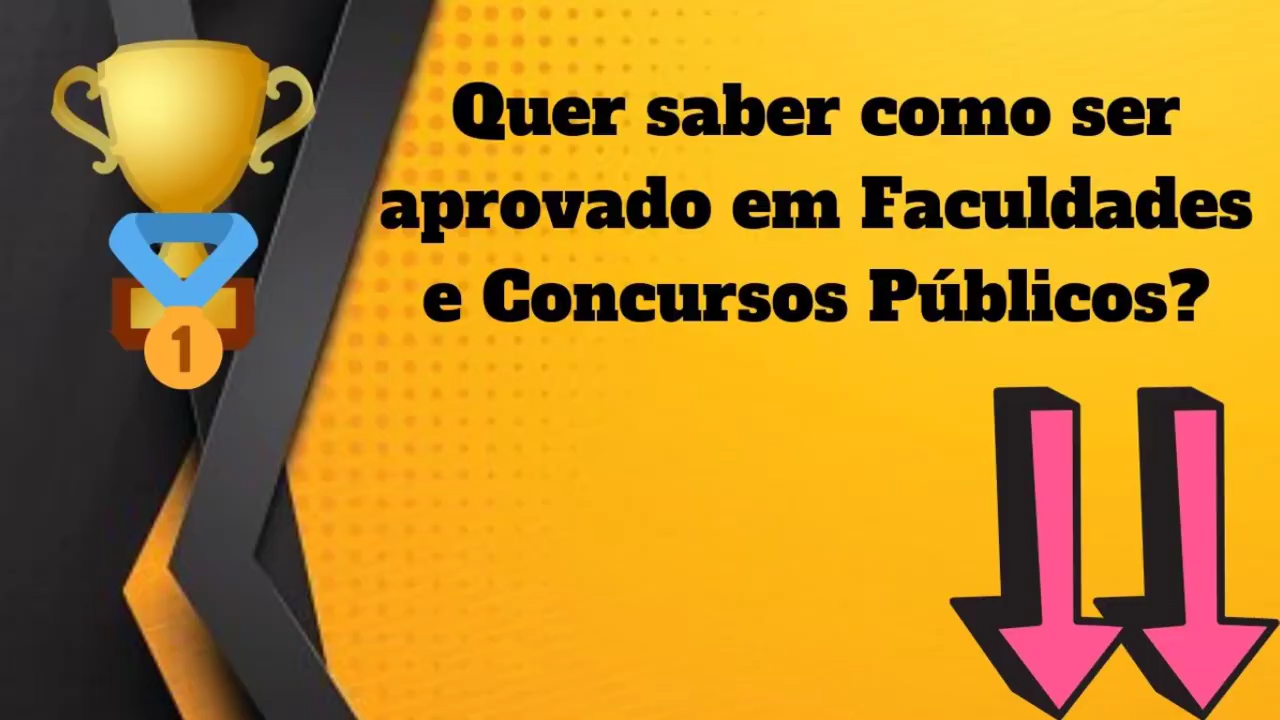 Quer saber como ser
aprovado em Faculdades
e Concursos Públicos?
1